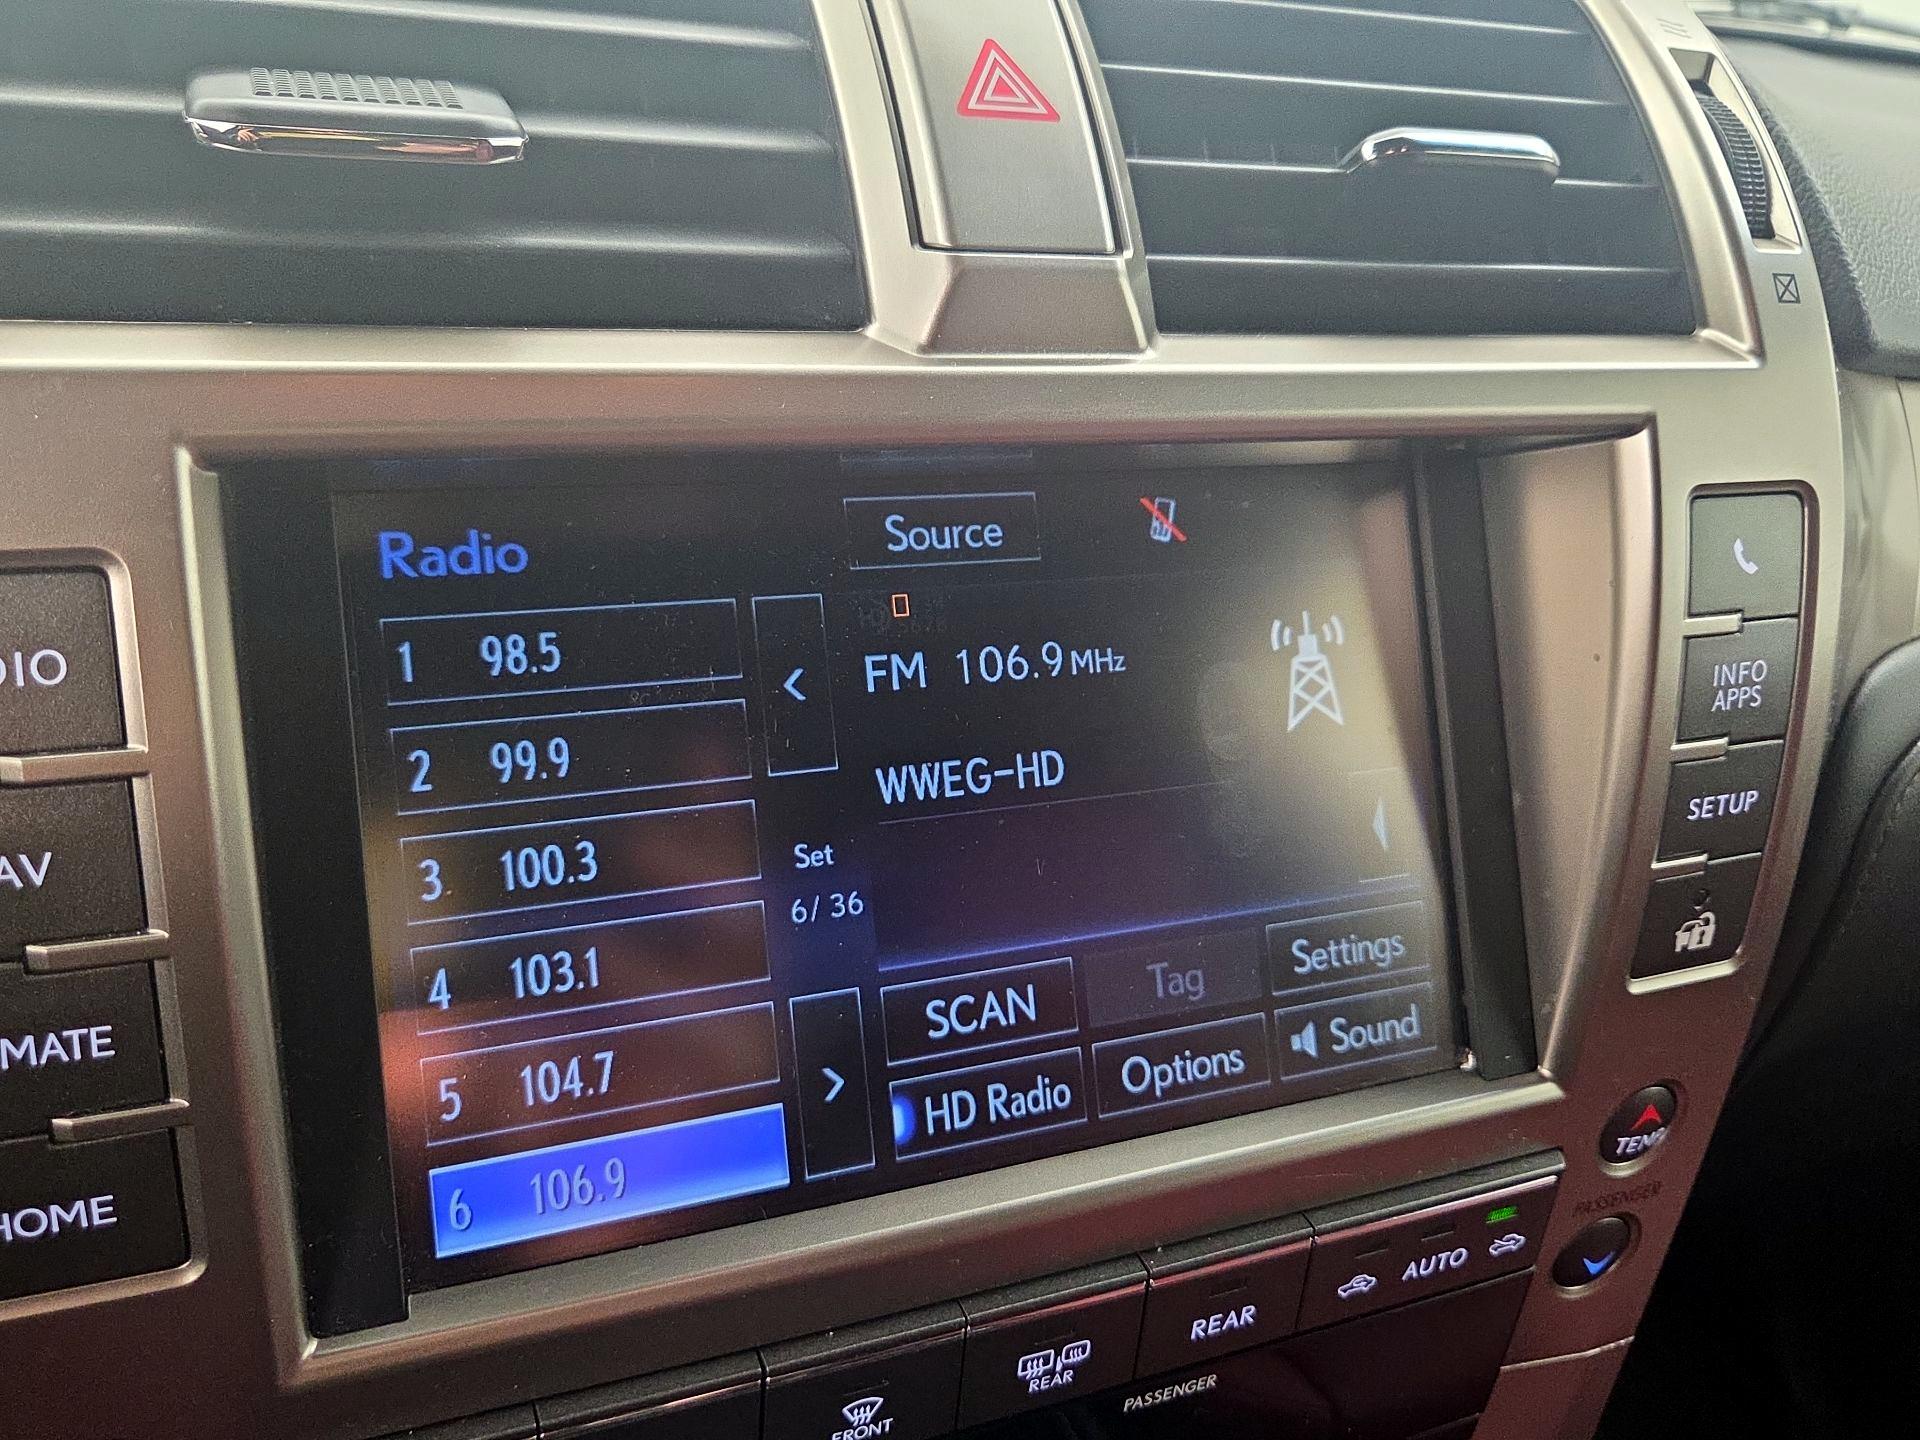 Source
Radio
1 98.5
2 99.9
3 100.3
4 103.1
5 104.7
6 106.9
<
Set
6/ 36
>
FM 106.9 MHz
WWEG-HD
SCAN
Tag
Settings
HD Radio
Options
Sound
DIO
AV
MATE
HOME
INFO
APPS
SETUP
TEMP
PASSENGER
AUTO
REAR
REAR
FRONT
PASSENGER